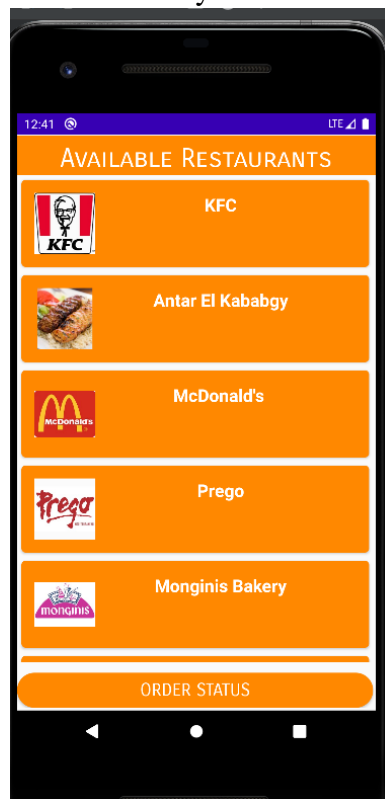 12:41 LTE
AVAILABLE RESTAURANTS
KFC
KFC
Antar El Kababgy
McDonald's
McDonald's
Prego
Prego
Monginis Bakery
MONGINIS
ORDER STATUS